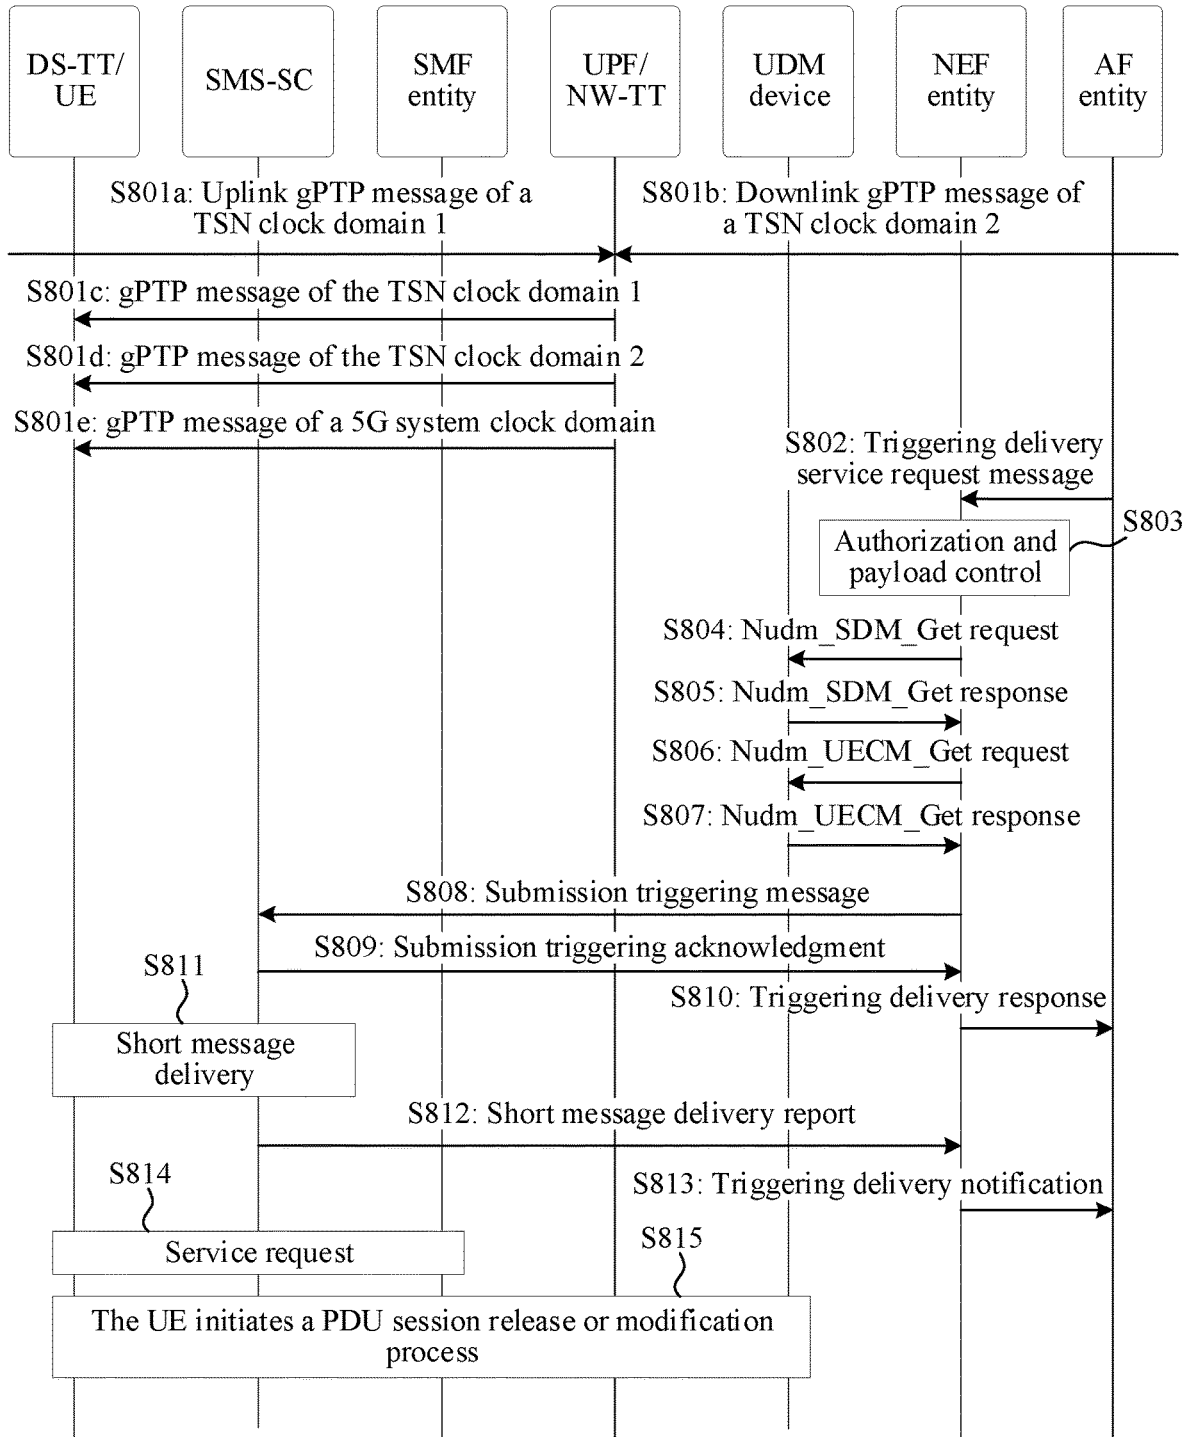 DS-TT/
UE
SMS-SC
SMF
entity
UPF/
NW-TT
UDM
device
NEF
entity
AF
entity
S801a: Uplink gPTP message of a
TSN clock domain 1
S801b: Downlink gPTP message of
a TSN clock domain 2
S801c: gPTP message of the TSN clock domain 1
S801d: gPTP message of the TSN clock domain 2
S801e: gPTP message of a 5G system clock domain
S802: Triggering delivery
service request message
S803
Authorization and
payload control
S804: Nudm_SDM_Get request
S805: Nudm_SDM_Get response
S806: Nudm_UECM_Get request
S807: Nudm_UECM_Get response
S808: Submission triggering message
S809: Submission triggering acknowledgment
S811
S810: Triggering delivery response
Short message
delivery
S812: Short message delivery report
S814
S813: Triggering delivery notification
Service request
S815
The UE initiates a PDU session release or modification
process